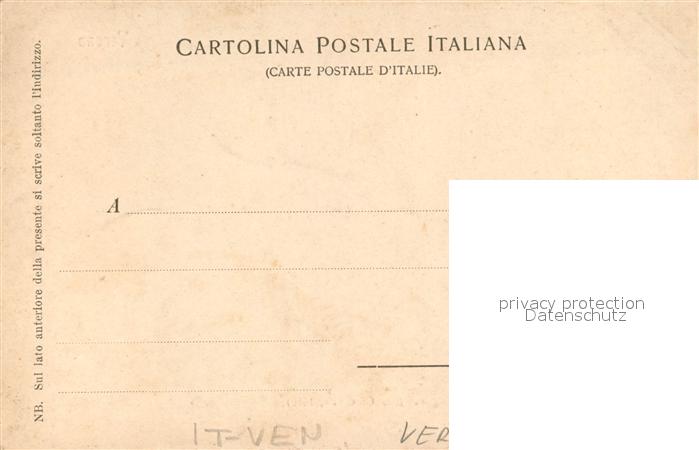 CARTOLINA POSTALE ITALIANA
(CARTE POSTALE D'ITALIE).
NB. Sul lato anteriore della presente si scrive soltanto l'indirizzo.
A
privacy protection
Datenschutz
IT-VEN. VER